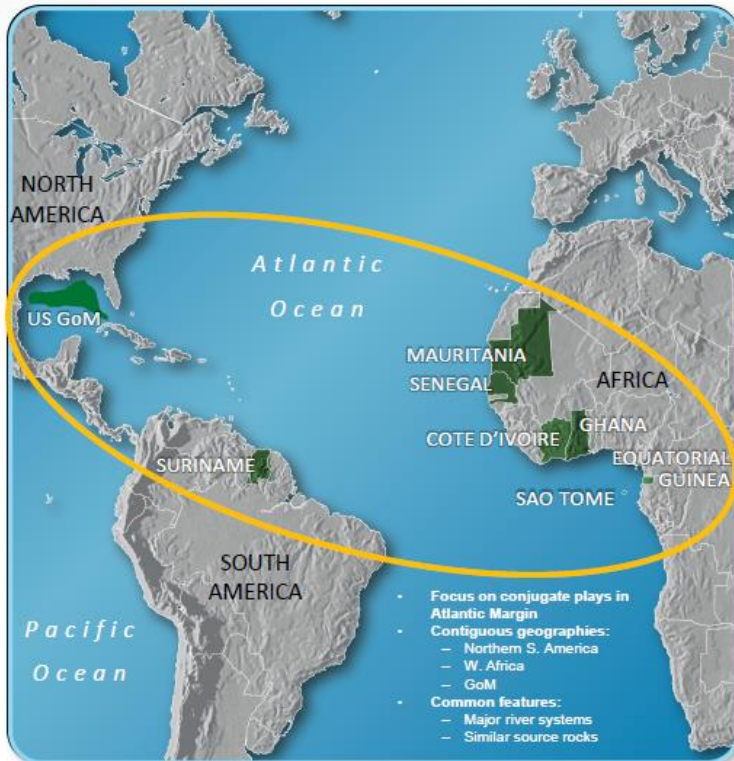 NORTH
AMERICA
Atlantic
Ocean
US GoM
MAURITANIA
SENEGAL
AFRICA
GHANA
COTE D'IVOIRE
EQUATORIAL
GUINEA
SURINAME
SAO TOME
SOUTH
AMERICA
Pacific
Ocean
• Focus on conjugate plays in
Atlantic Margin
• Contiguous geographies:
– Northern S. America
– W. Africa
– GoM
• Common features:
– Major river systems
– Similar source rocks